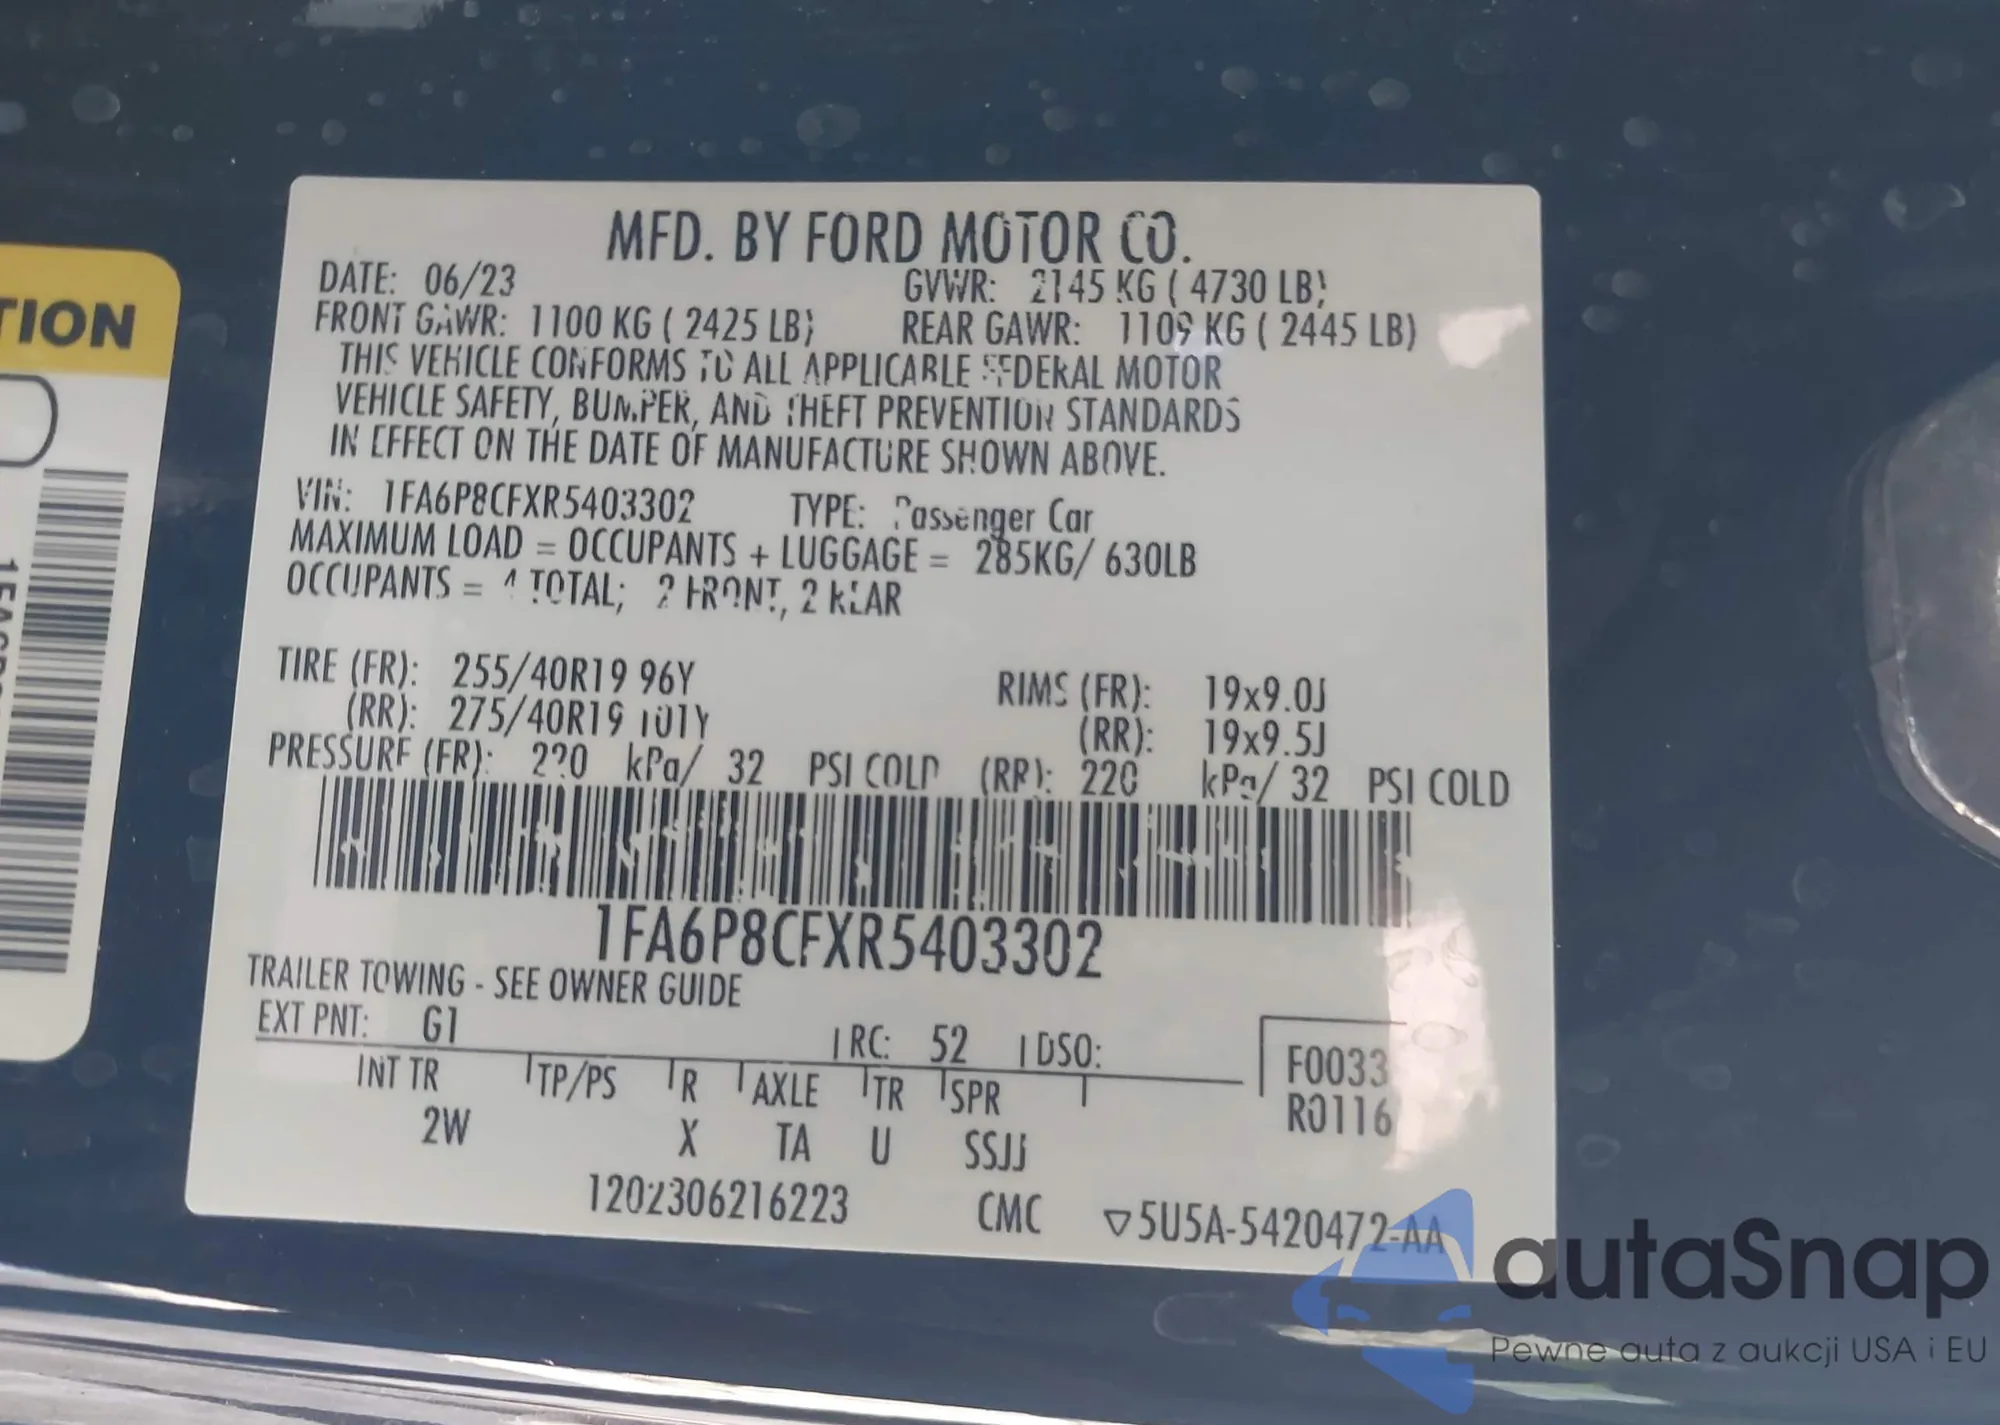 TION
MFD. BY FORD MOTOR CO.
DATE: 06/23 GVWR: 2145 KG ( 4730 LB)
FRONT GAWR: 1100 KG ( 2425 LB) REAR GAWR: 1109 KG ( 2445 LB)
THIS VEHICLE CONFORMS TO ALL APPLICABLE FEDERAL MOTOR
VEHICLE SAFETY, BUMPER, AND THEFT PREVENTION STANDARDS
IN EFFECT ON THE DATE OF MANUFACTURE SHOWN ABOVE.
VIN: 1FA6P8CFXR5403302 TYPE: Passenger Car
MAXIMUM LOAD = OCCUPANTS + LUGGAGE = 285KG/ 630LB
OCCUPANTS = 4 TOTAL; 2 FRONT, 2 REAR
TIRE (FR): 255/40R19 96Y RIMS (FR): 19x9.0J
(RR): 275/40R19 101Y (RR): 19x9.5J
PRESSURE (FR): 220 kPa/ 32 PSI COLD (RR): 220 kPa/ 32 PSI COLD
1FA6P8CFXR5403302
TRAILER TOWING - SEE OWNER GUIDE
EXT PNT: G1 RC: 52 DSO:
INT TR TP/PS R AXLE TR SPR F0033
2W X TA U SSJJ R0116
1202306216223 CMC ▽5U5A-5420472-AA
autaSnap
Pewne auta z aukcji USA i EU